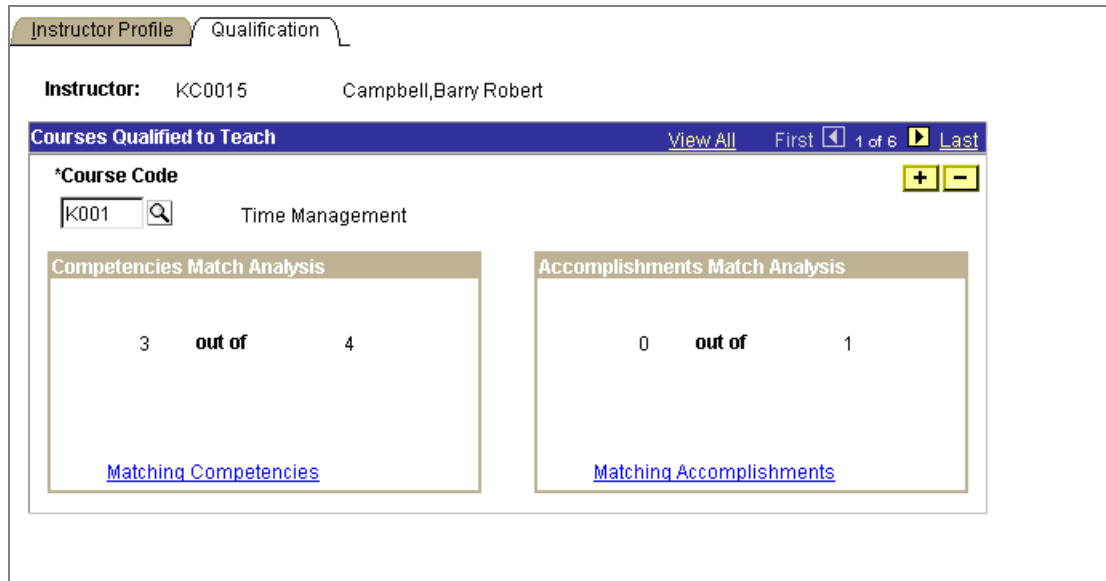 Instructor Profile Qualification
Instructor: KC0015 Campbell,Barry Robert
Courses Qualified to Teach View All First 1 of 6 Last
*Course Code + -
K001 Time Management
Competencies Match Analysis Accomplishments Match Analysis
3 out of 4 0 out of 1
Matching Competencies Matching Accomplishments